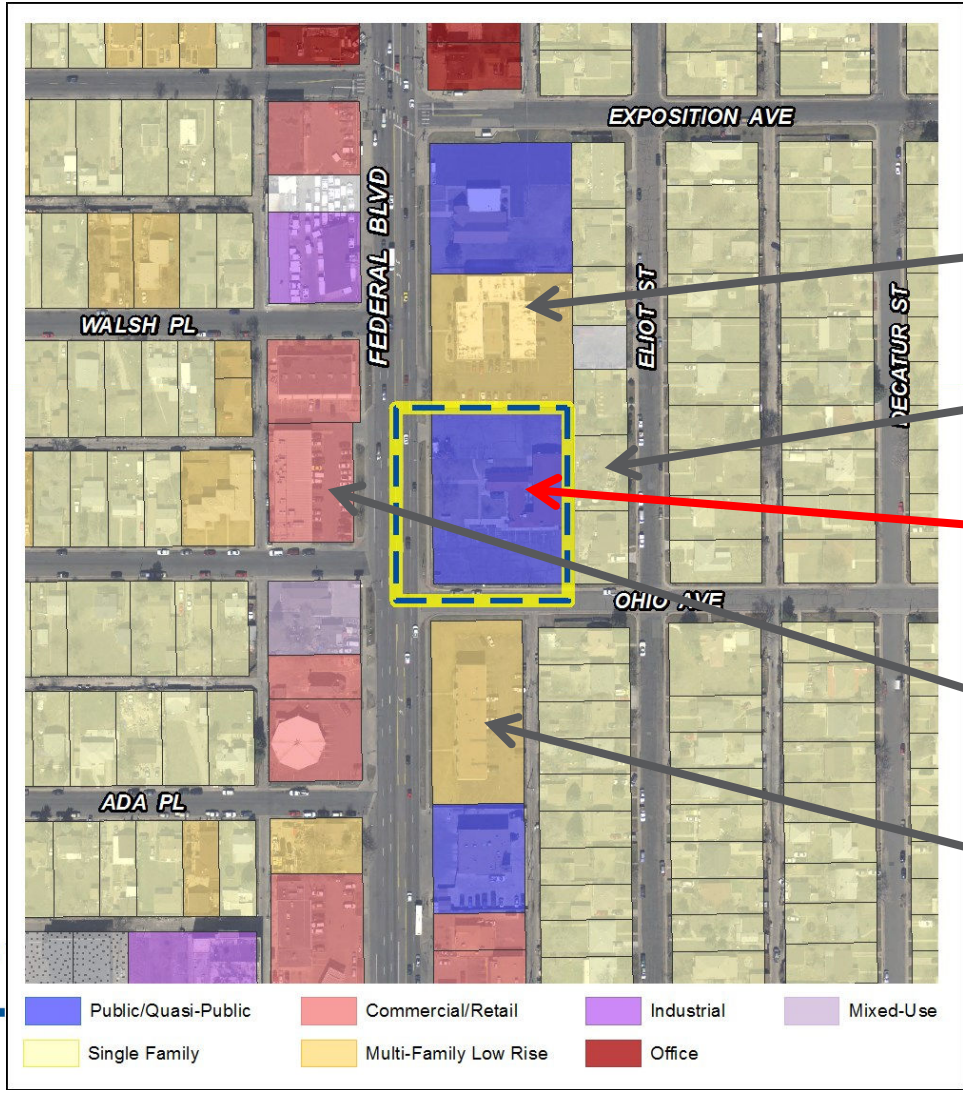 EXPOSITION AVE
FEDERAL BLVD
ELIOT ST
DECATUR ST
WALSH PL
OHIO AVE
ADA PL
Public/Quasi-Public
Commercial/Retail
Industrial
Mixed-Use
Single Family
Multi-Family Low Rise
Office